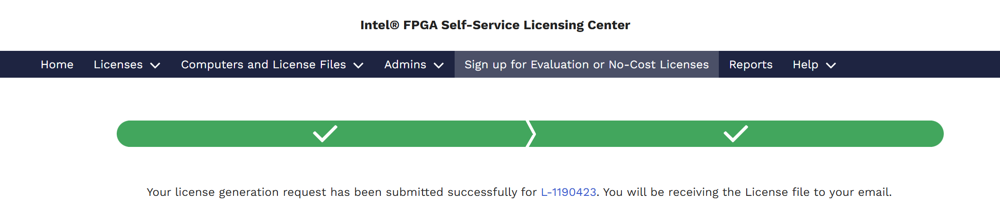 Intel® FPGA Self-Service Licensing Center
Home Licenses Computers and License Files Admins Sign up for Evaluation or No-Cost Licenses Reports Help
Your license generation request has been submitted successfully for L-1190423. You will be receiving the License file to your email.